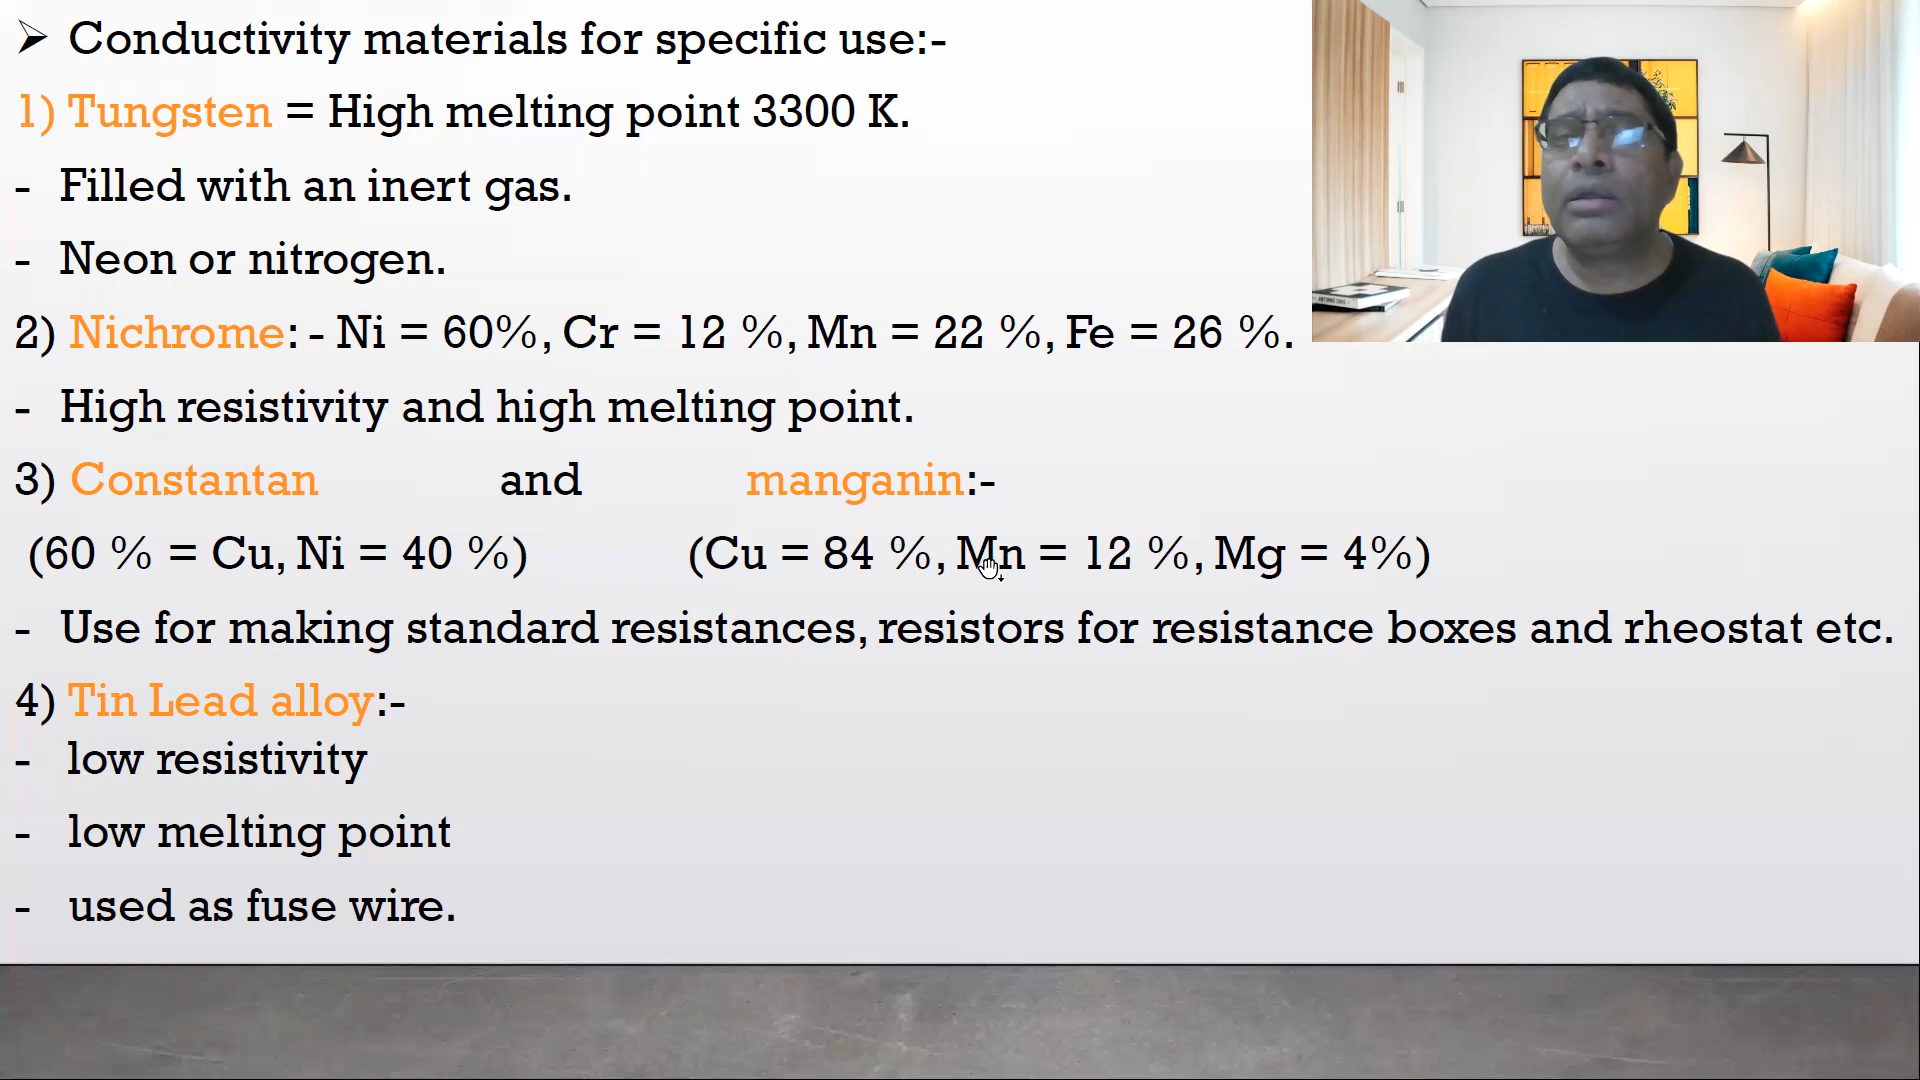 ➢ Conductivity materials for specific use:-
1) Tungsten = High melting point 3300 K.
- Filled with an inert gas.
- Neon or nitrogen.
2) Nichrome: - Ni = 60%, Cr = 12 %, Mn = 22 %, Fe = 26 %.
- High resistivity and high melting point.
3) Constantan and manganin:-
(60 % = Cu, Ni = 40 %) (Cu = 84 %, Mn = 12 %, Mg = 4%)
- Use for making standard resistances, resistors for resistance boxes and rheostat etc.
4) Tin Lead alloy:-
- low resistivity
- low melting point
- used as fuse wire.